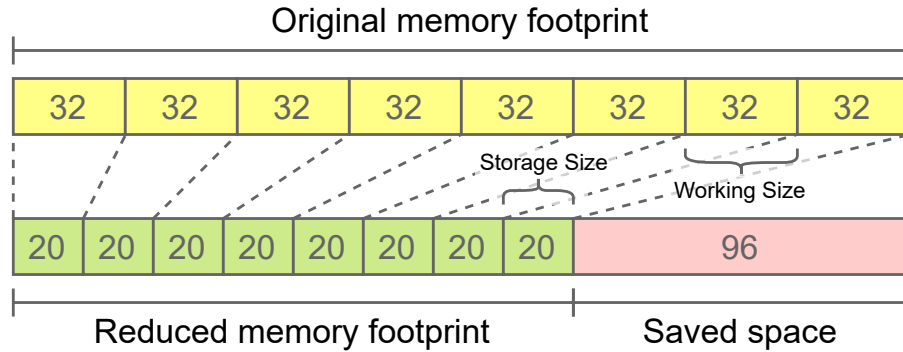 Original memory footprint
32 32 32 32 32 32 32 32
Storage Size
Working Size
20 20 20 20 20 20 20 20 96
Reduced memory footprint Saved space